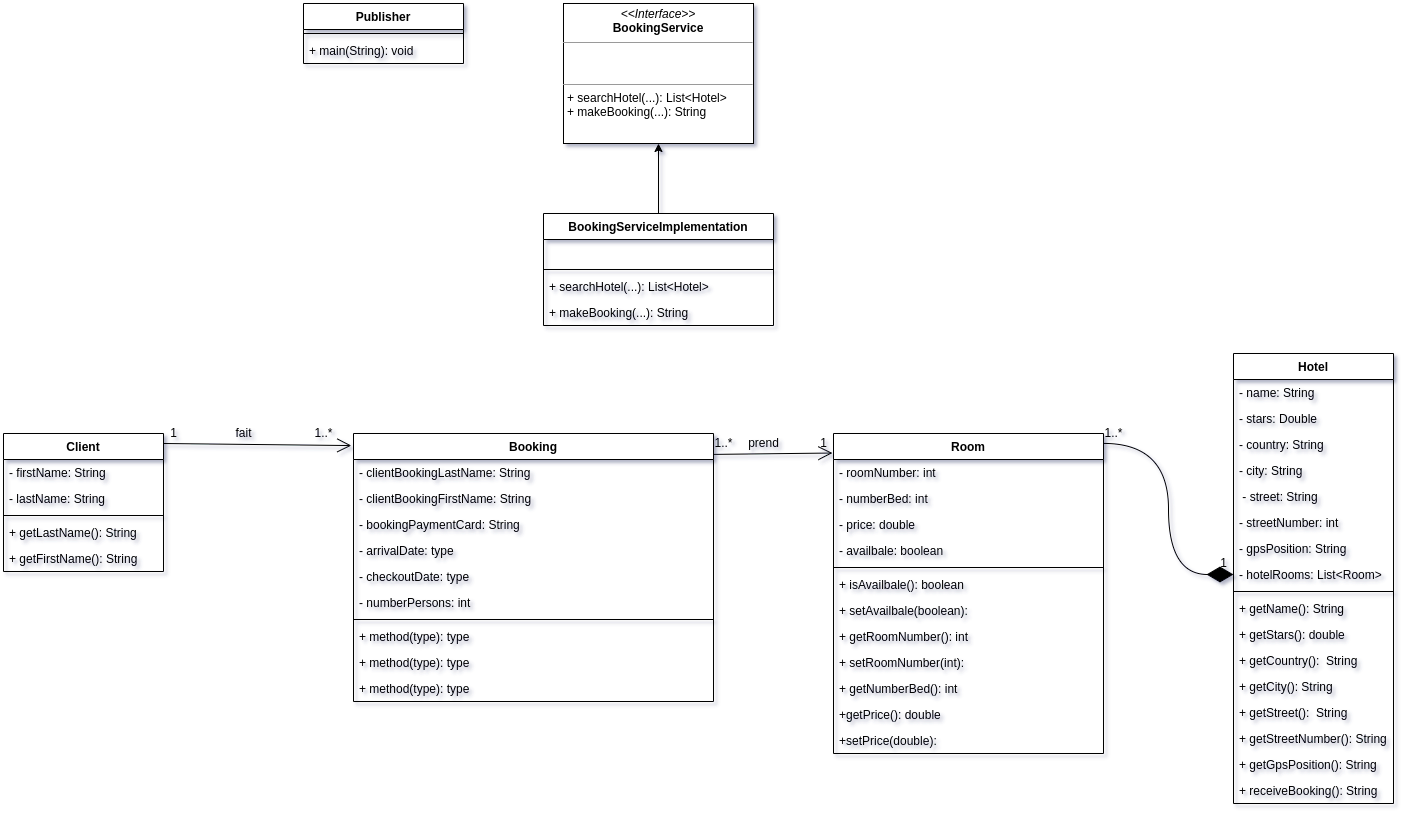 Publisher
+ main(String): void
<<Interface>>
BookingService
+ searchHotel(...): List<Hotel>
+ makeBooking(...): String
BookingServiceImplementation
+ searchHotel(...): List<Hotel>
+ makeBooking(...): String
Client
- firstName: String
- lastName: String
+ getLastName(): String
+ getFirstName(): String
1
fait
1..*
Booking
- clientBookingLastName: String
- clientBookingFirstName: String
- bookingPaymentCard: String
- arrivalDate: type
- checkoutDate: type
- numberPersons: int
+ method(type): type
+ method(type): type
+ method(type): type
1..*
prend
1
Room
- roomNumber: int
- numberBed: int
- price: double
- availbale: boolean
+ isAvailbale(): boolean
+ setAvailbale(boolean):
+ getRoomNumber(): int
+ setRoomNumber(int):
+ getNumberBed(): int
+getPrice(): double
+setPrice(double):
1..*
1
Hotel
- name: String
- stars: Double
- country: String
- city: String
- street: String
- streetNumber: int
- gpsPosition: String
- hotelRooms: List<Room>
+ getName(): String
+ getStars(): double
+ getCountry():  String
+ getCity(): String
+ getStreet():  String
+ getStreetNumber(): String
+ getGpsPosition(): String
+ receiveBooking(): String